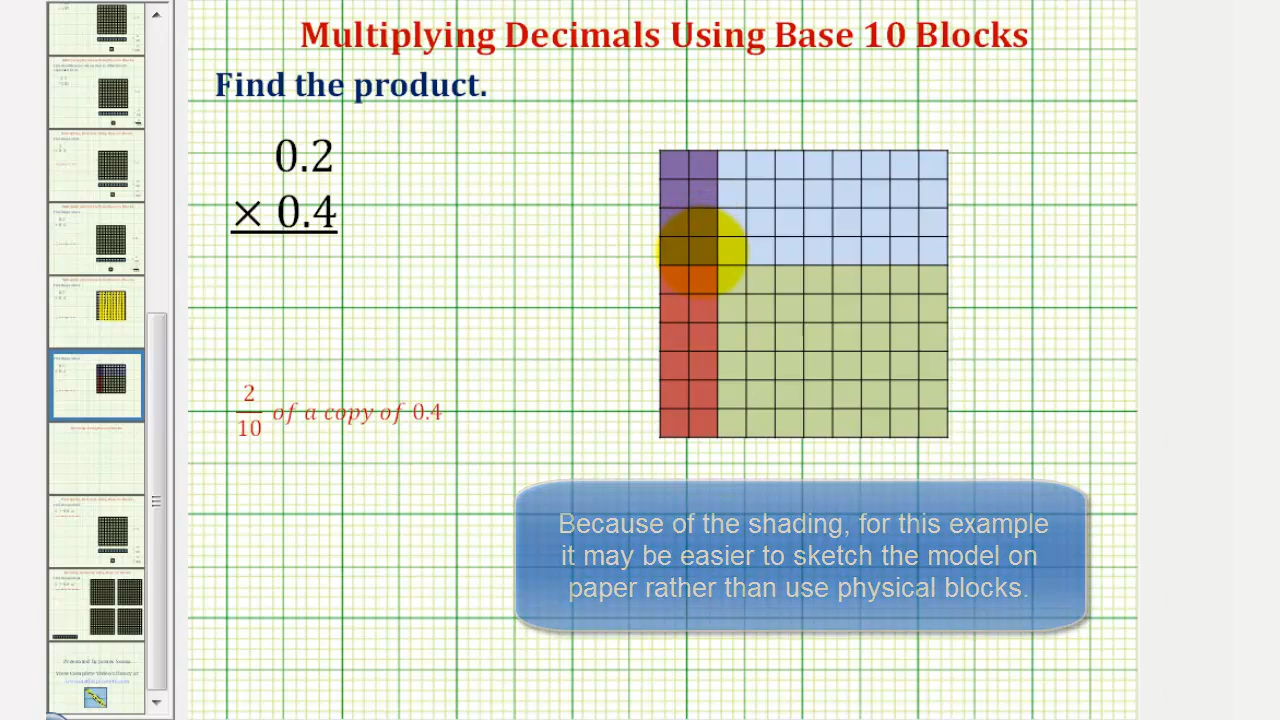 Multiplying Decimals Using Base 10 Blocks
Find the product.
0.2
× 0.4
2
10
of a copy of 0.4
Because of the shading, for this example
it may be easier to sketch the model on
paper rather than use physical blocks.